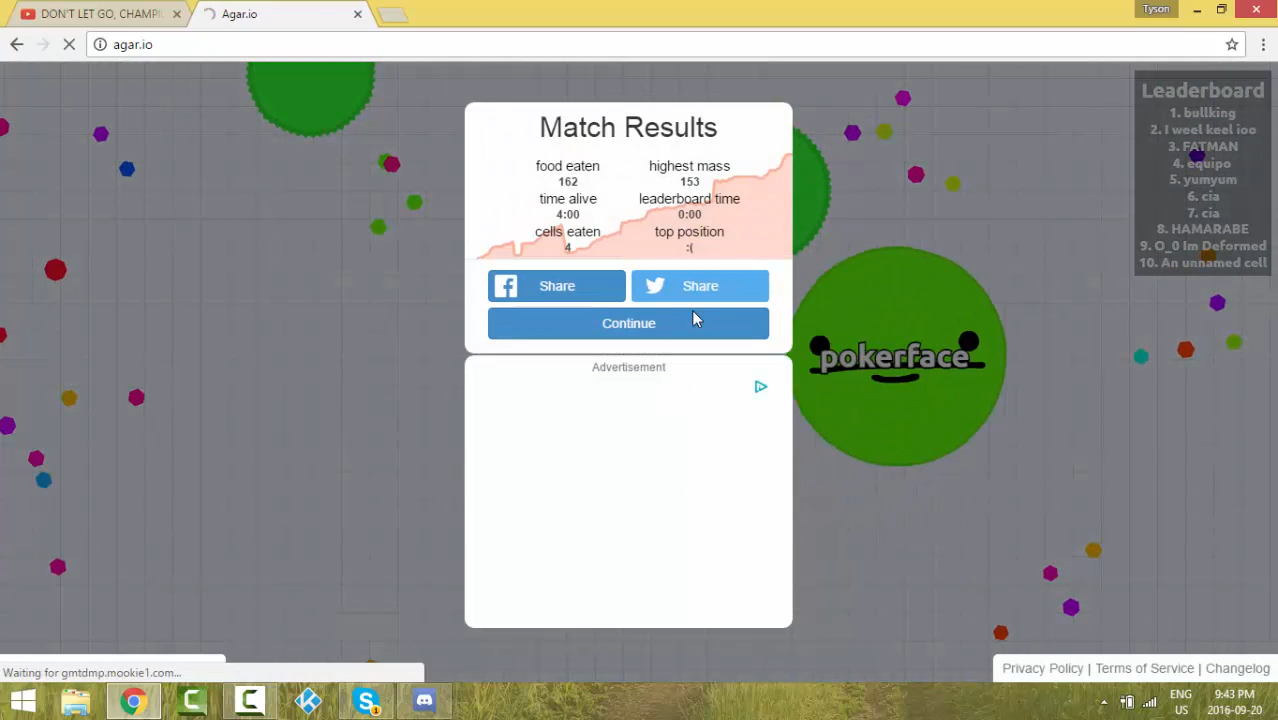 DON'T LET GO, CHAMPI
Agar.io
Tyson
agar.io
Match Results
food eaten
162
highest mass
153
time alive
4:00
leaderboard time
0:00
cells eaten
4
top position
:(
Share
Share
Continue
Advertisement
pokerface
Leaderboard
1. bullking
2. I weel keel ioo
3. FATMAN
4. equipo
5. yumyum
6. cia
7. cia
8. HAMARABE
9. O_0 Im Deformed
10. An unnamed cell
Waiting for gmtdmp.mookie1.com...
Privacy Policy | Terms of Service | Changelog
ENG
US
9:43 PM
2016-09-20